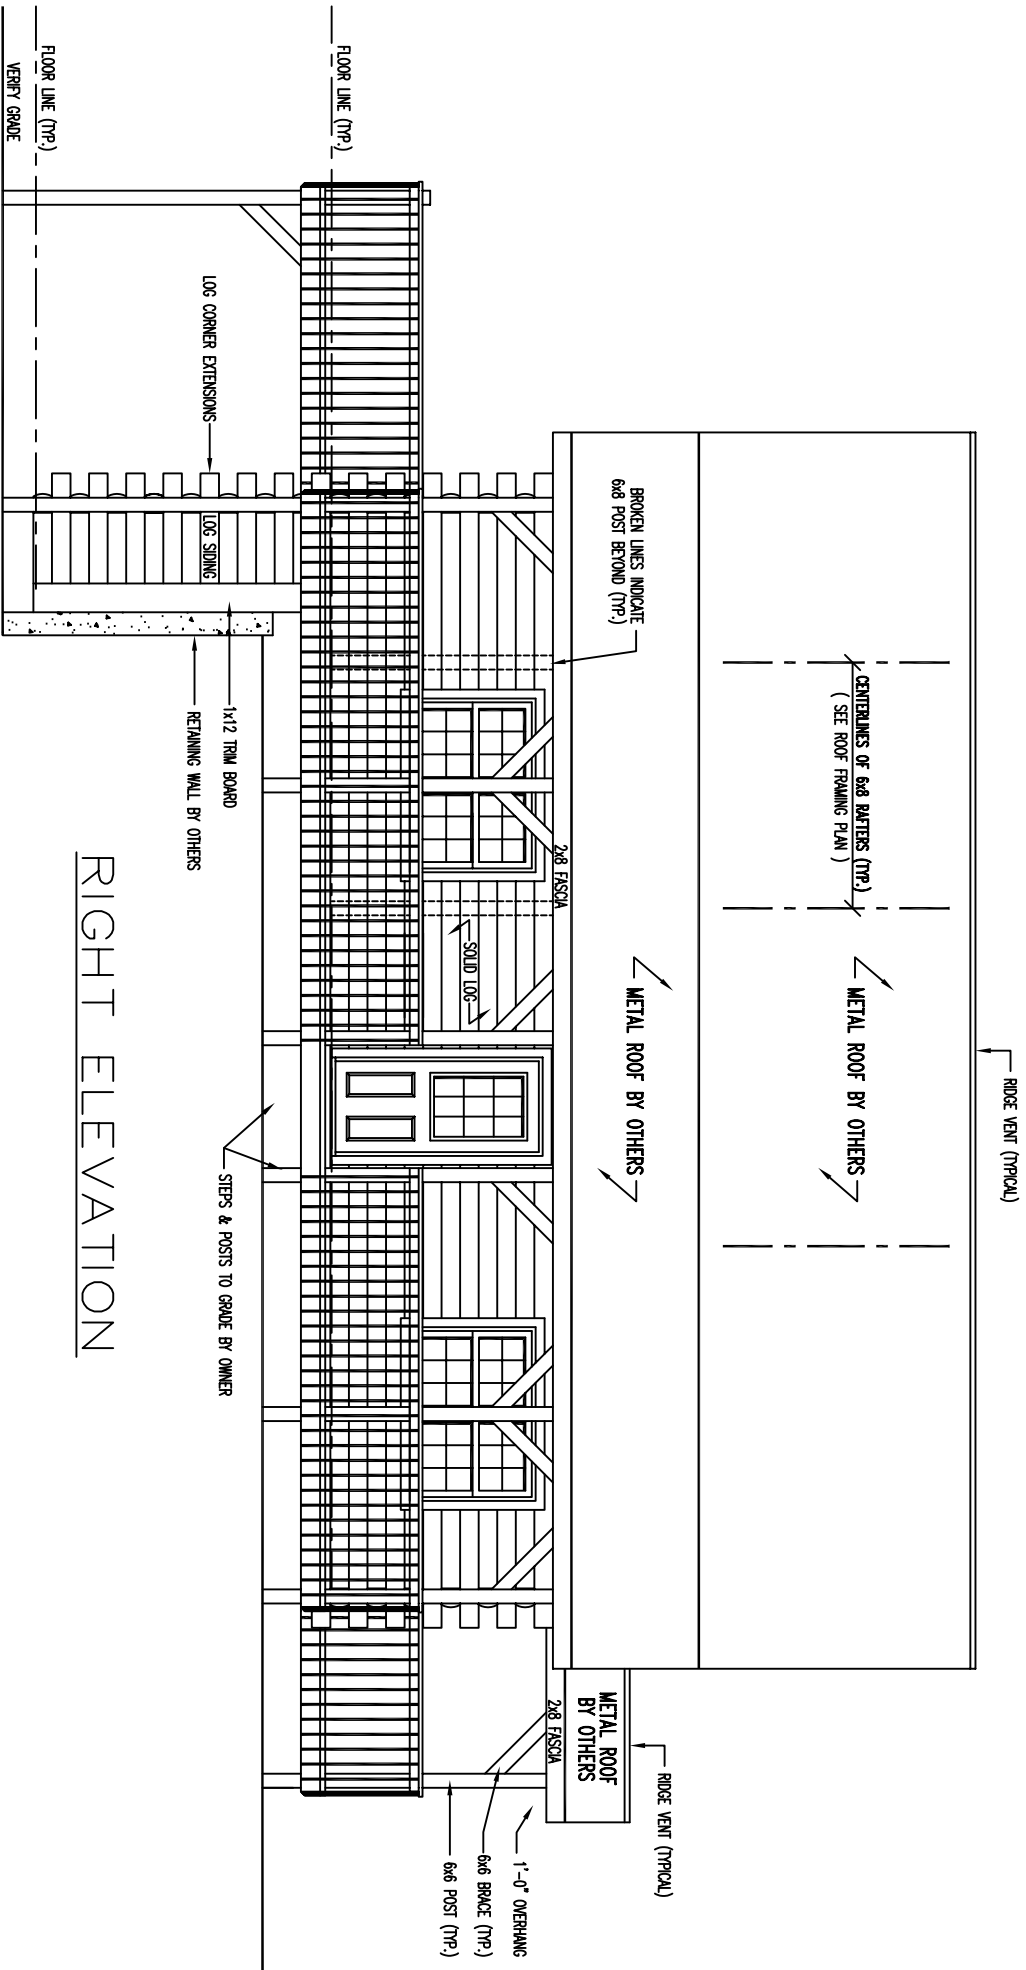 RIDGE VENT (TYPICAL)
CENTERLINES OF 6x8 RAFTERS (TYP.)
( SEE ROOF FRAMING PLAN )
METAL ROOF BY OTHERS
METAL ROOF BY OTHERS
RIDGE VENT (TYPICAL)
BROKEN LINES INDICATE
6x8 POST BEYOND (TYP.)
METAL ROOF
BY OTHERS
2x8 FASCIA
2x8 FASCIA
1'-0" OVERHANG
SOLID LOG
6x6 BRACE (TYP.)
6x6 POST (TYP.)
FLOOR LINE (TYP.)
LOG CORNER EXTENSIONS
LOG SIDING
1x12 TRIM BOARD
STEPS & POSTS TO GRADE BY OWNER
RETAINING WALL BY OTHERS
FLOOR LINE (TYP.)
VERIFY GRADE
RIGHT ELEVATION